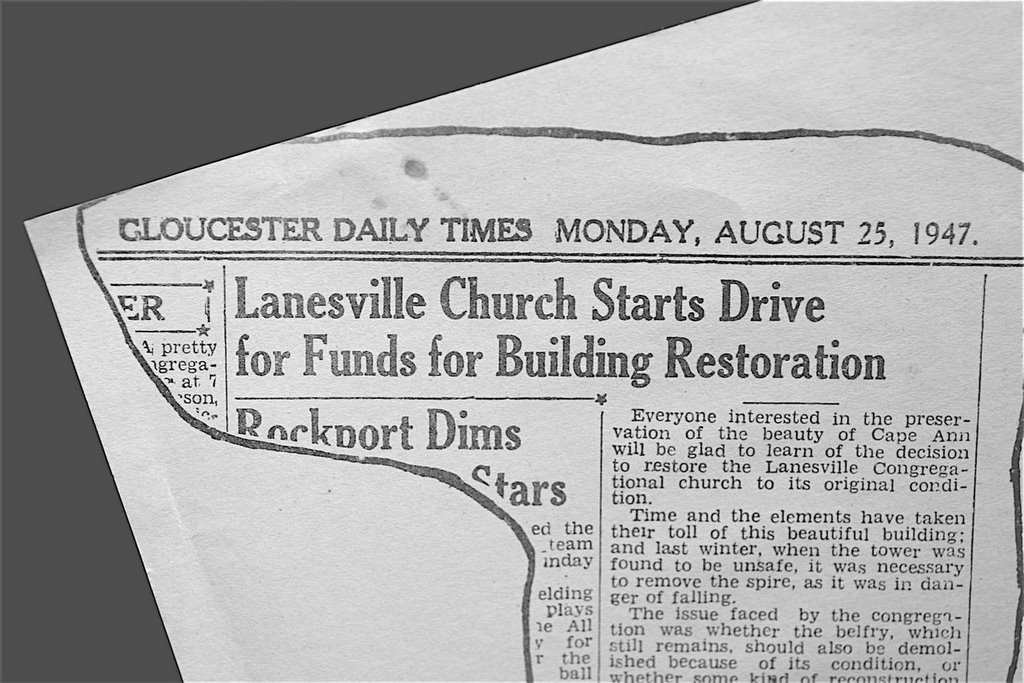 GLOUCESTER DAILY TIMES MONDAY, AUGUST 25, 1947.
ER
A pretty
at 7
Lanesville Church Starts Drive
for Funds for Building Restoration
Rockport Dims
Stars
ed the
team
elding
plays
All
for
the
ball
Everyone interested in the preser-
vation of the beauty of Cape Ann
will be glad to learn of the decision
to restore the Lanesville Congrega-
tional church to its original condi-
tion.
Time and the elements have taken
their toll of this beautiful building;
and last winter, when the tower was
found to be unsafe, it was necessary
to remove the spire, as it was in dan-
ger of falling.
The issue faced by the congrega-
tion was whether the belfry, which
still remains, should also be demol-
ished because of its condition, or
whether some kind of reconstruction